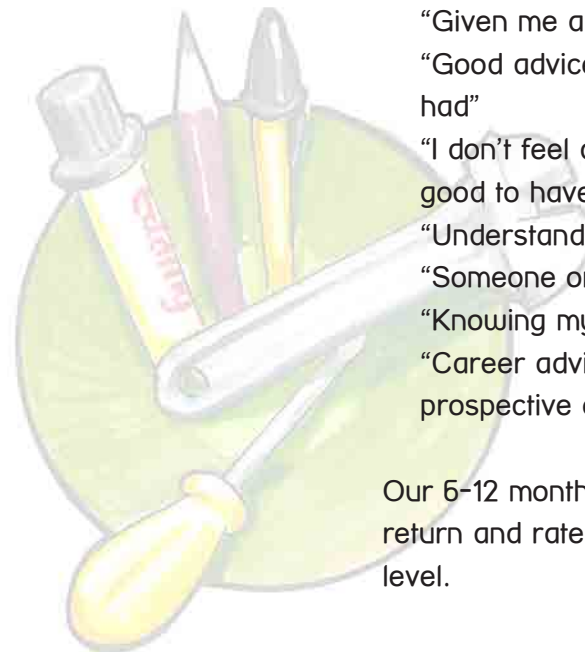 “Given me a
“Good advice
had”
“I don’t feel
good to have
“Understand
“Someone
“Knowing my
“Career advi
prospective
Our 6-12 month
return and rate
level.